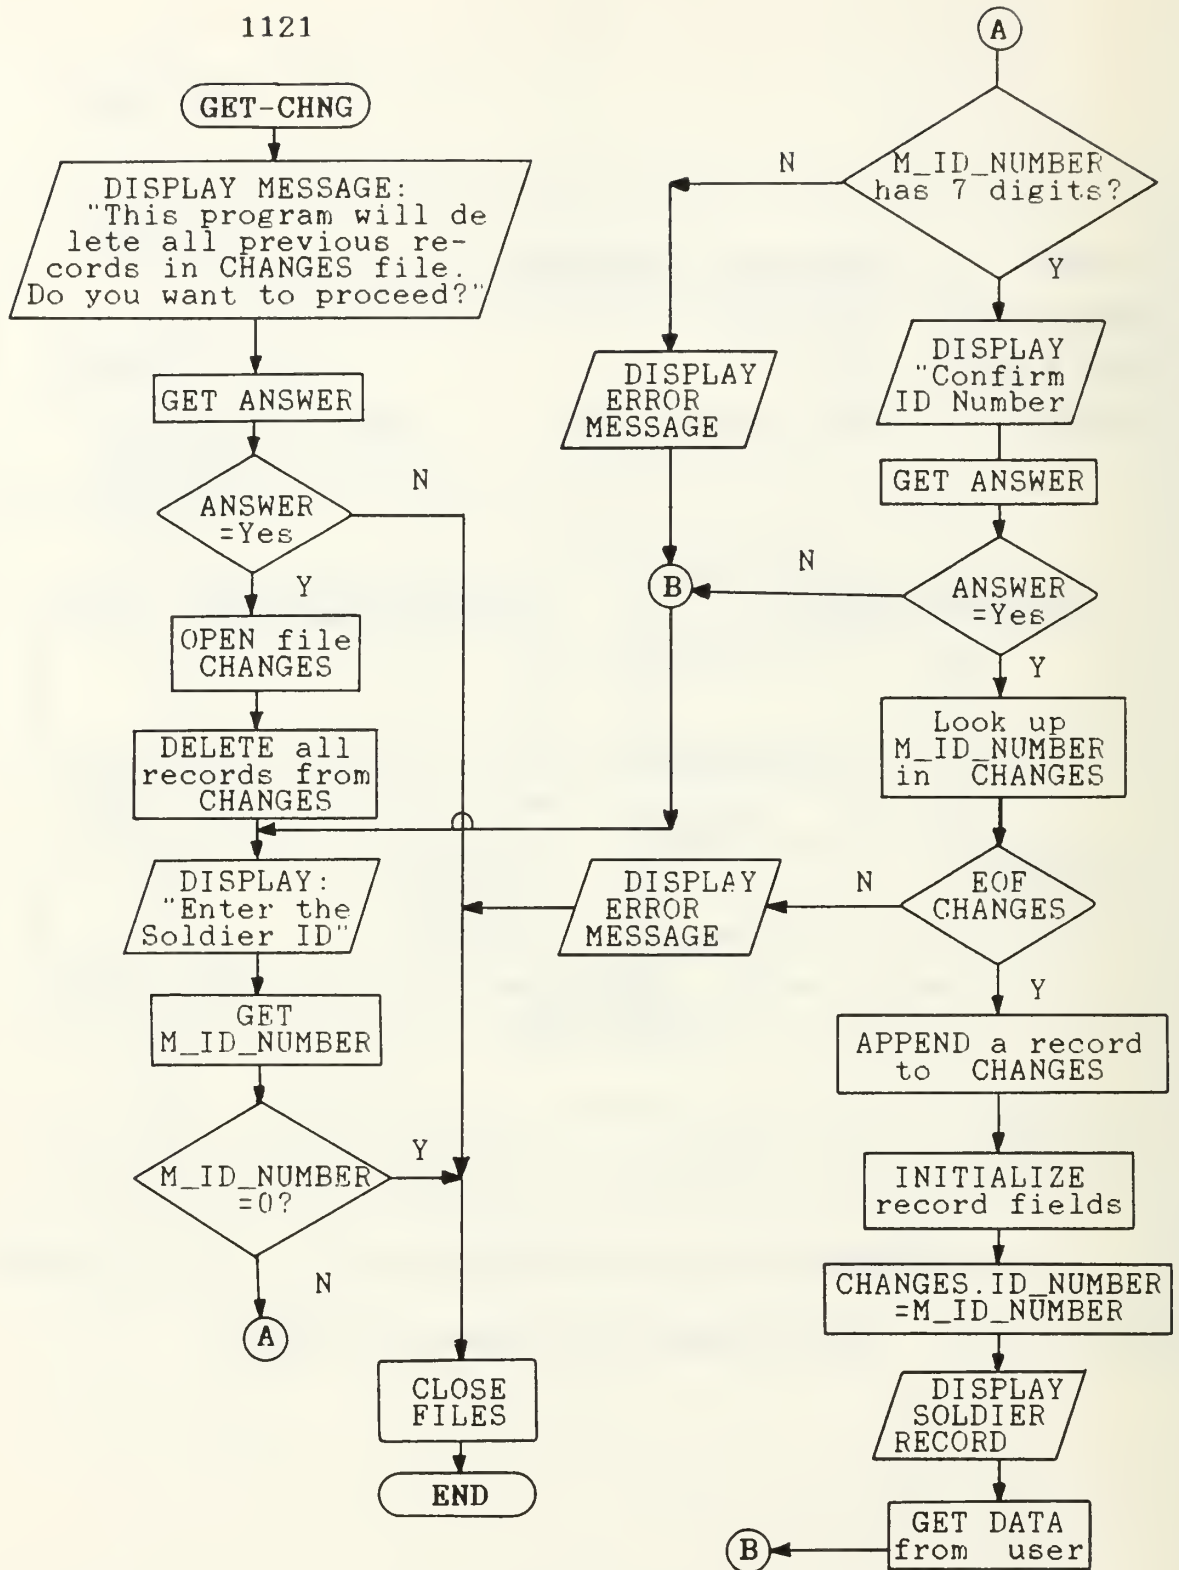 1121
GET-CHNG
DISPLAY MESSAGE:
"This program will de
lete all previous re-
cords in CHANGES file.
Do you want to proceed?"
GET ANSWER
ANSWER
=Yes
N
Y
OPEN file
CHANGES
DELETE all
records from
CHANGES
DISPLAY:
"Enter the
Soldier ID"
GET
M_ID_NUMBER
M_ID_NUMBER
=0?
Y
N
A
CLOSE
FILES
END
A
M_ID_NUMBER
has 7 digits?
N
Y
DISPLAY
ERROR
MESSAGE
DISPLAY
"Confirm
ID Number
GET ANSWER
ANSWER
=Yes
N
B
Y
Look up
M_ID_NUMBER
in CHANGES
EOF
CHANGES
N
DISPLAY
ERROR
MESSAGE
Y
APPEND a record
to CHANGES
INITIALIZE
record fields
CHANGES.ID_NUMBER
=M_ID_NUMBER
DISPLAY
SOLDIER
RECORD
GET DATA
from user
B